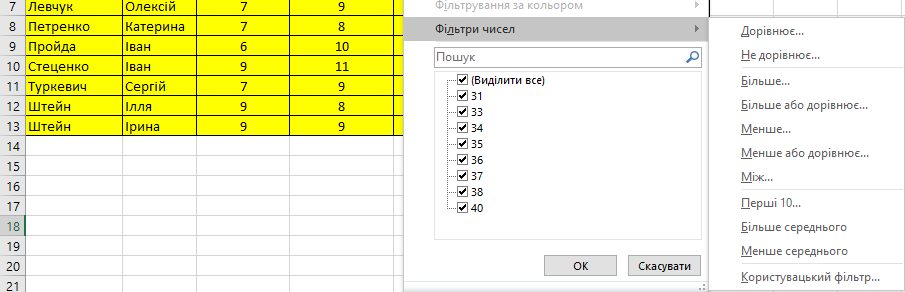 7 Левчук Олексій 7 9
8 Петренко Катерина 7 8
9 Пройда Іван 6 10
10 Стеценко Іван 9 11
11 Туркевич Сергій 7 9
12 Штейн Ілля 9 8
13 Штейн Ірина 9 9
14
15
16
17
18
19
20
21
Фільтрування за кольором
Фільтри чисел
Пошук
(Виділити все)
31
33
34
35
36
37
38
40
ОК Скасувати
Дорівнює...
Не дорівнює...
Більше...
Більше або дорівнює...
Менше...
Менше або дорівнює...
Між...
Перші 10...
Більше середнього
Менше середнього
Користувацький фільтр...